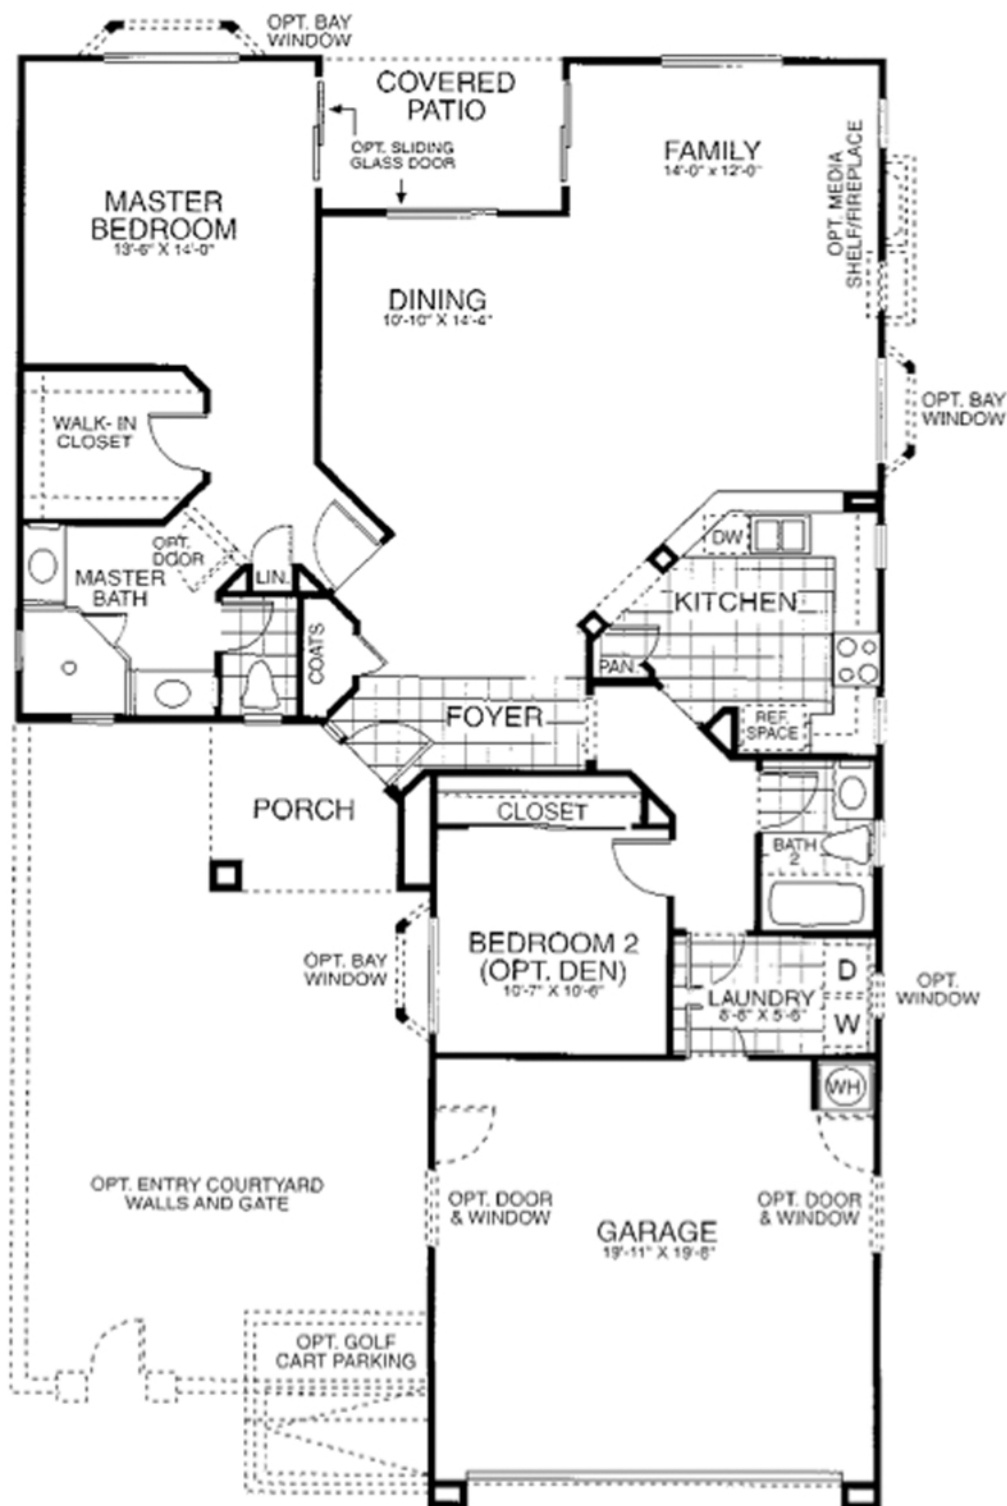 OPT. BAY
WINDOW
COVERED
PATIO
OPT. SLIDING
GLASS DOOR
FAMILY
14'-0" x 12'-0"
OPT. MEDIA
SHELF/FIREPLACE
MASTER
BEDROOM
13'-6" X 14'-0"
DINING
10'-10" X 14'-4"
OPT. BAY
WINDOW
WALK- IN
CLOSET
OPT.
DOOR
MASTER
BATH
LIN.
COATS
DW
KITCHEN
PAN.
REF.
SPACE
FOYER
PORCH
CLOSET
BATH
2
BEDROOM 2
(OPT. DEN)
10'-7" X 10'-6"
OPT. BAY
WINDOW
LAUNDRY
8'-6" X 5'-6"
D
W
OPT.
WINDOW
WH
OPT. ENTRY COURTYARD
WALLS AND GATE
OPT. DOOR
& WINDOW
OPT. DOOR
& WINDOW
GARAGE
19'-11" X 19'-8"
OPT. GOLF
CART PARKING